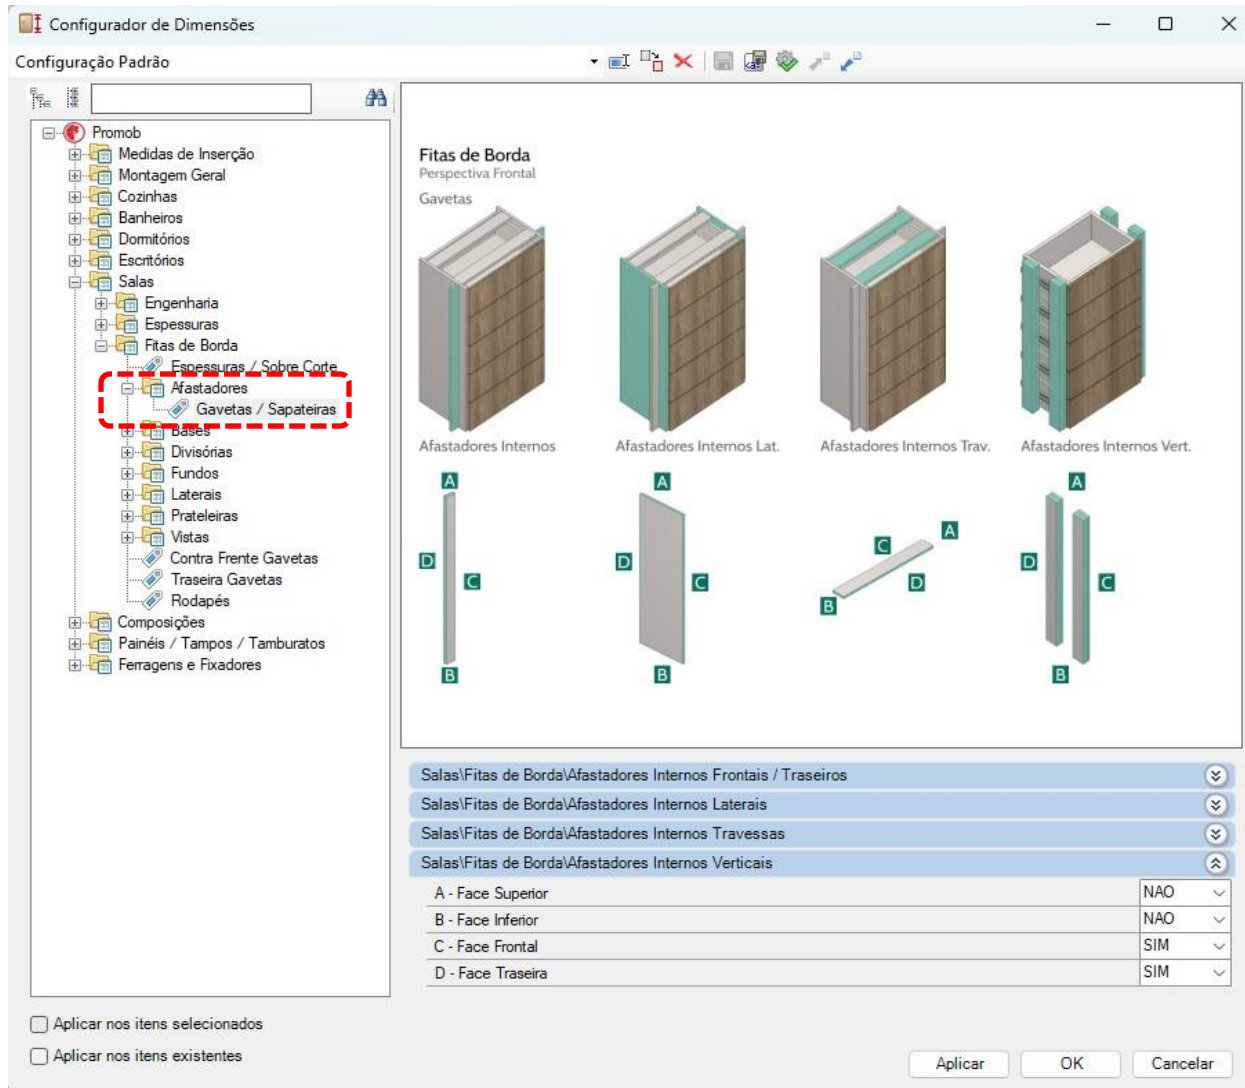 Configurador de Dimensões
Configuração Padrão
Promob
Medidas de Inserção
Montagem Geral
Cozinhas
Banheiros
Dormitórios
Escritórios
Salas
Engenharia
Espessuras
Fitas de Borda
Espessuras / Sobre Corte
Afastadores
Gavetas / Sapateiras
Bases
Divisórias
Fundos
Laterais
Prateleiras
Vistas
Contra Frente Gavetas
Traseira Gavetas
Rodapés
Composições
Painéis / Tampos / Tamburatos
Ferragens e Fixadores
Fitas de Borda
Perspectiva Frontal
Gavetas
Afastadores Internos
Afastadores Internos Lat.
Afastadores Internos Trav.
Afastadores Internos Vert.
A
D
C
B
A
D
C
B
A
C
D
B
A
D
C
B
Salas\Fitas de Borda\Afastadores Internos Frontais / Traseiros
Salas\Fitas de Borda\Afastadores Internos Laterais
Salas\Fitas de Borda\Afastadores Internos Travessas
Salas\Fitas de Borda\Afastadores Internos Verticais
A - Face Superior NAO
B - Face Inferior NAO
C - Face Frontal SIM
D - Face Traseira SIM
Aplicar nos itens selecionados
Aplicar nos itens existentes
Aplicar OK Cancelar